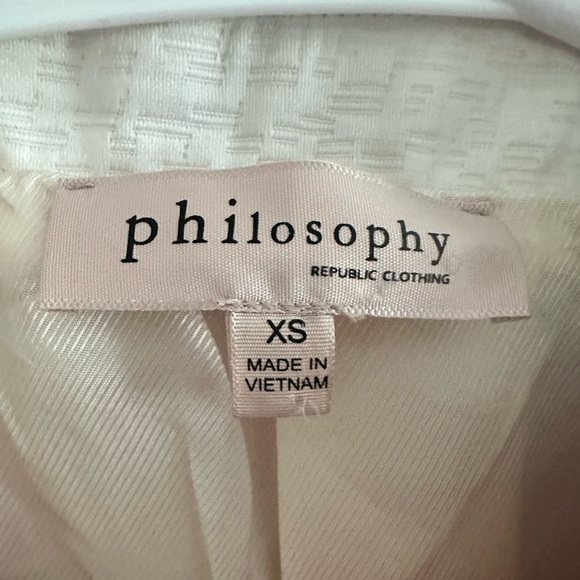 philosophy
REPUBLIC CLOTHING
XS
MADE IN
VIETNAM